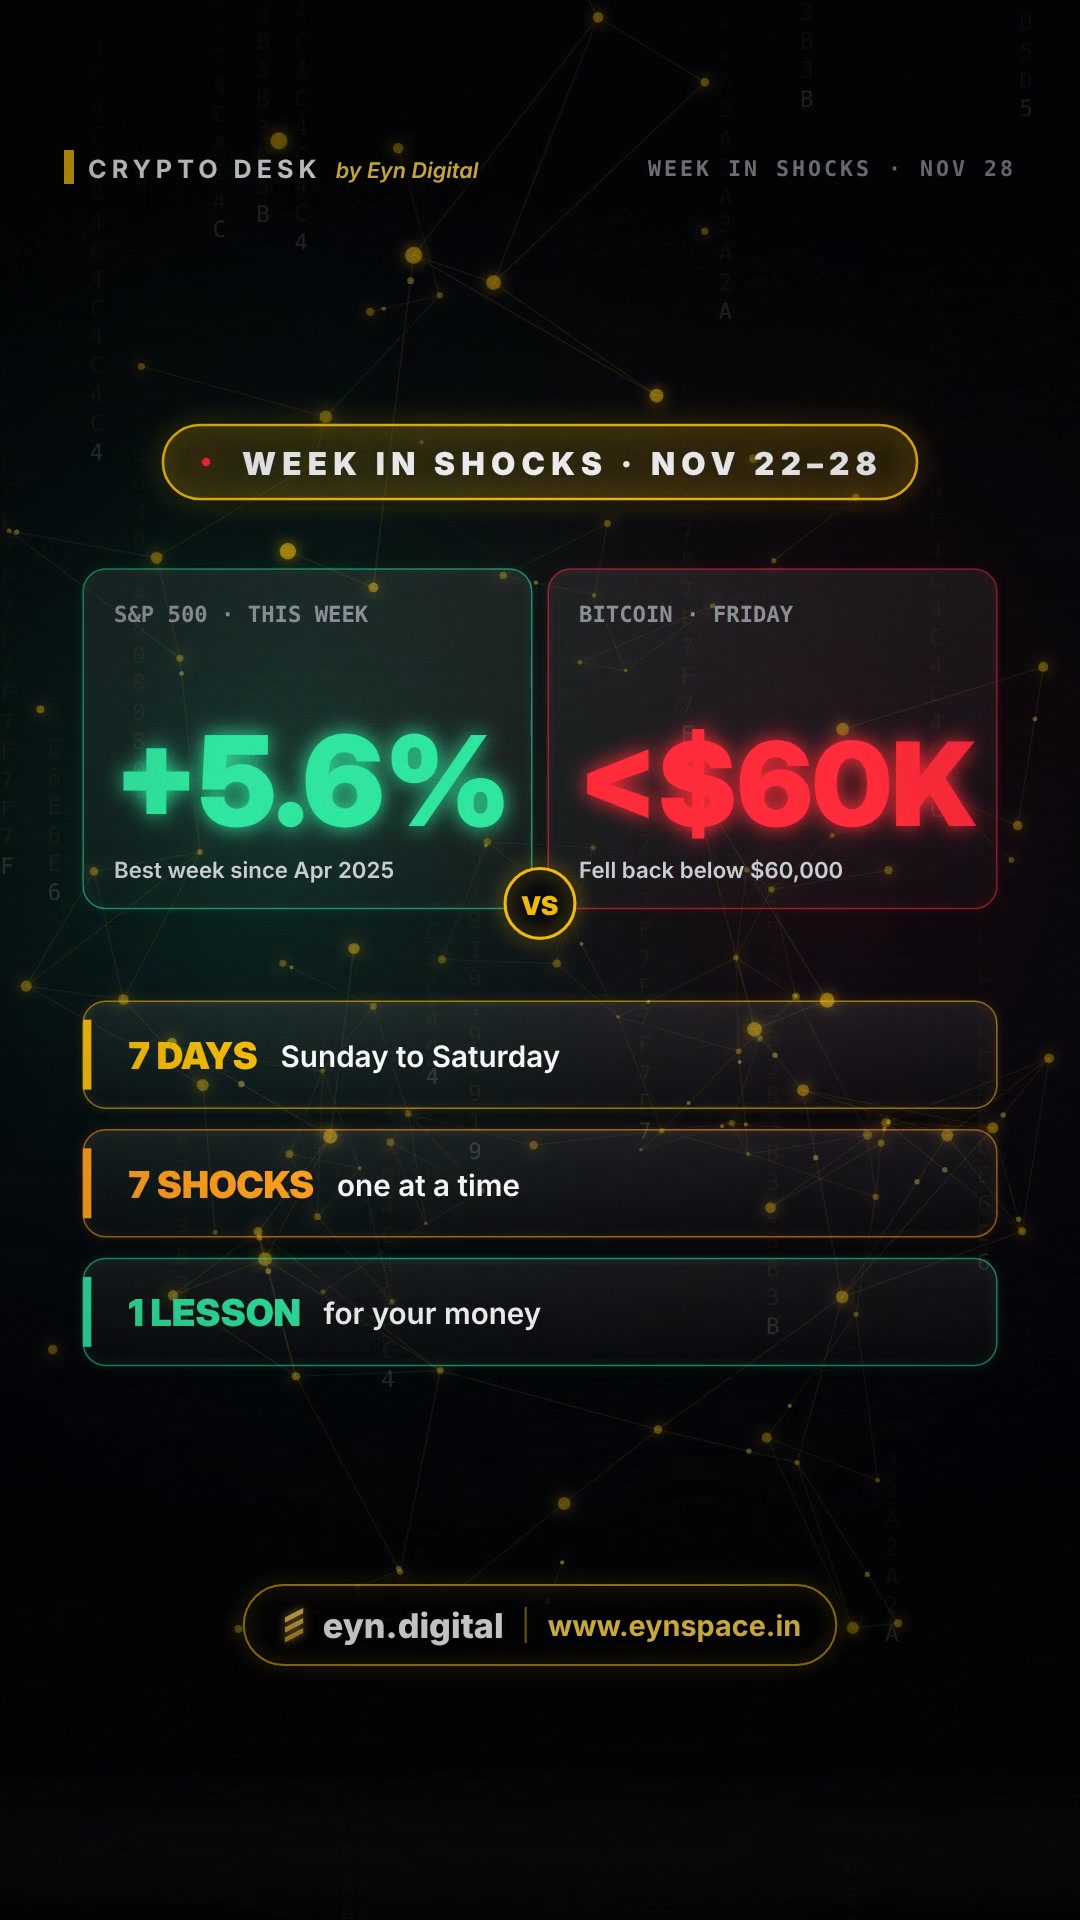 CRYPTO DESK by Eyn Digital
WEEK IN SHOCKS · NOV 28
WEEK IN SHOCKS · NOV 22–28
S&P 500 · THIS WEEK
+5.6%
Best week since Apr 2025
BITCOIN · FRIDAY
<$60K
Fell back below $60,000
VS
7 DAYS Sunday to Saturday
7 SHOCKS one at a time
1 LESSON for your money
eyn.digital | www.eynspace.in